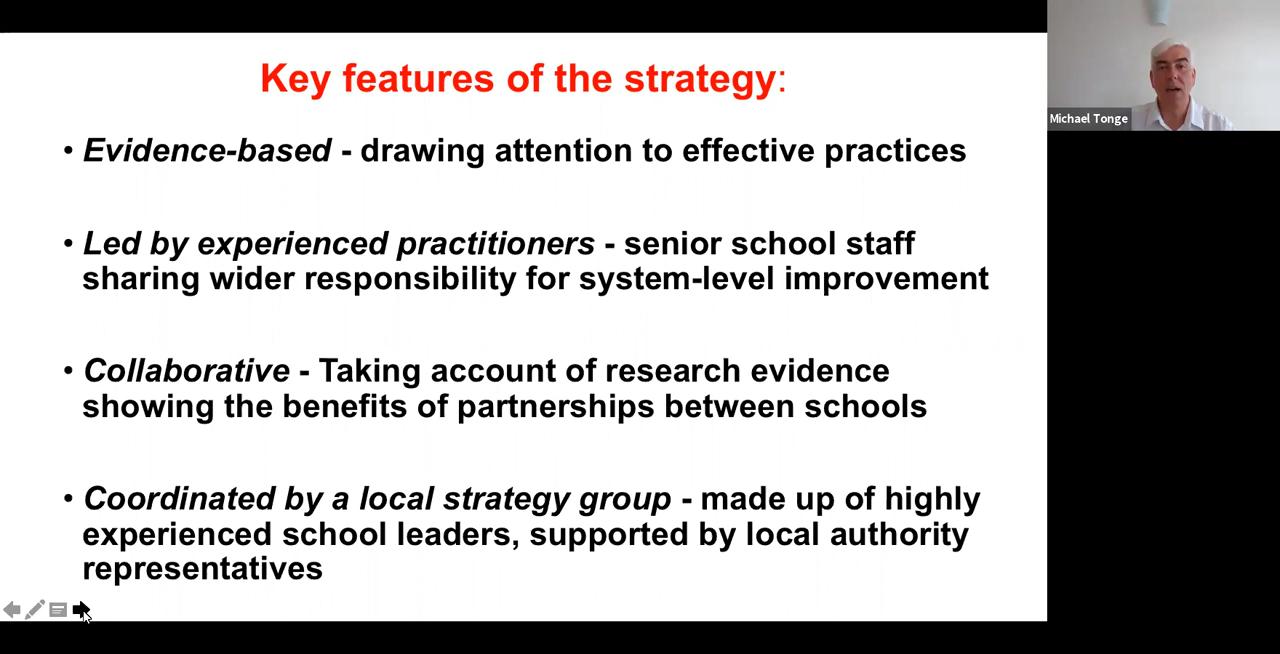 Key features of the strategy:
• Evidence-based - drawing attention to effective practices
• Led by experienced practitioners - senior school staff
sharing wider responsibility for system-level improvement
• Collaborative - Taking account of research evidence
showing the benefits of partnerships between schools
• Coordinated by a local strategy group - made up of highly
experienced school leaders, supported by local authority
representatives
Michael Tonge